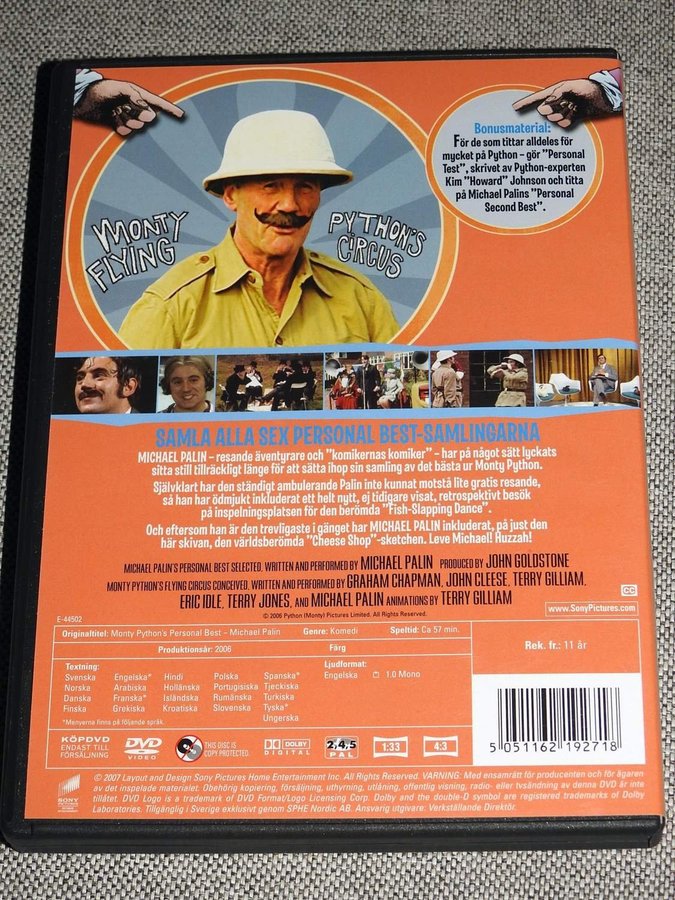 MONTY PYTHON'S
FLYING CIRCUS
Bonusmaterial:
För de som tittar alldeles för
mycket på Python – gör "Personal
Test", skrivet av Python-experten
Kim "Howard" Johnson och titta
på Michael Palins "Personal
Second Best".
SAMLA ALLA SEX PERSONAL BEST-SAMLINGARNA
MICHAEL PALIN – resande äventyrare och "komikernas komiker" – har på något sätt lyckats
sitta still tillräckligt länge för att sätta ihop sin samling av det bästa ur Monty Python.
Självklart har den ständigt ambulerande Palin inte kunnat motstå lite gratis resande,
så han har ödmjukt inkluderat ett helt nytt, ej tidigare visat, retrospektivt besök
på inspelningsplatsen för den berömda "Fish-Slapping Dance".
Och eftersom han är den trevligaste i gänget har MICHAEL PALIN inkluderat, på just den
här skivan, den världsberömda "Cheese Shop"-sketchen. Leve Michael! Huzzah!
MICHAEL PALIN'S PERSONAL BEST SELECTED, WRITTEN AND PERFORMED BY MICHAEL PALIN PRODUCED BY JOHN GOLDSTONE
MONTY PYTHON'S FLYING CIRCUS CONCEIVED, WRITTEN AND PERFORMED BY GRAHAM CHAPMAN, JOHN CLEESE, TERRY GILLIAM,
ERIC IDLE, TERRY JONES, AND MICHAEL PALIN ANIMATIONS BY TERRY GILLIAM
© 2006 Python (Monty) Pictures Limited. All Rights Reserved.
CC
E-44502
www.SonyPictures.com
Originaltitel: Monty Python's Personal Best – Michael Palin Genre: Komedi Speltid: Ca 57 min.
Produktionsår: 2006 Färg
Rek. fr.: 11 år
Textning: Ljudformat:
Svenska Engelska* Hindi Polska Spanska* Engelska 1.0 Mono
Norska Arabiska Holländska Portugisiska Tjeckiska
Danska Franska* Isländska Rumänska Turkiska
Finska Grekiska Kroatiska Slovenska Tyska*
*Menyerna finns på följande språk. Ungerska
KÖPDVD
ENDAST TILL
FÖRSÄLJNING
DVD
VIDEO
THIS DISC IS
COPY PROTECTED.
DOLBY
DIGITAL
2,4,5
PAL
1:33
4:3
5 051162 192718
SONY
© 2007 Layout and Design Sony Pictures Home Entertainment Inc. All Rights Reserved. VARNING: Med ensamrätt för producenten och för ägaren
av det inspelade materialet. Obehörig kopiering, försäljning, uthyrning, utlåning, offentlig visning, radio- eller tvsändning av denna DVD är inte
tillåtet. DVD Logo is a trademark of DVD Format/Logo Licensing Corp. Dolby and the double-D symbol are registered trademarks of Dolby
Laboratories. Tillgänglig i Sverige exklusivt genom SPHE Nordic AB. Ansvarig utgivare: Verkställande Direktör.